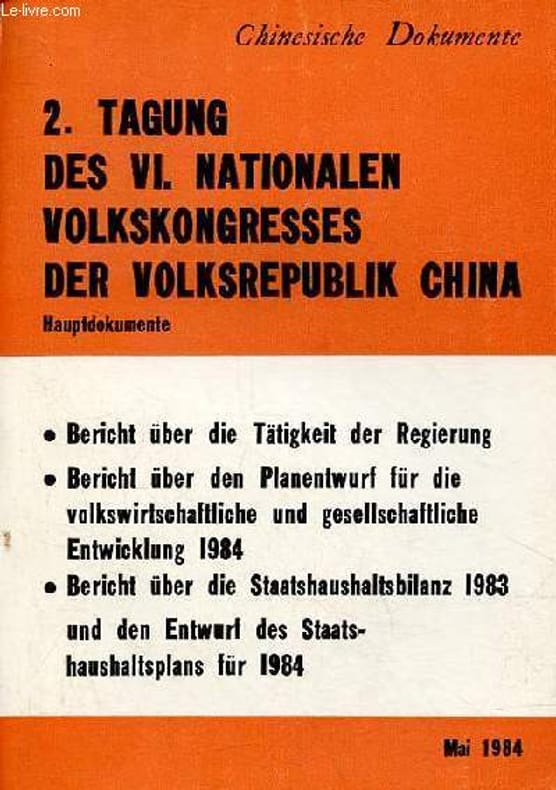 Le-livre.com
Chinesische Dokumente
2. TAGUNG
DES VI. NATIONALEN
VOLKSKONGRESSES
DER VOLKSREPUBLIK CHINA
Hauptdokumente
• Bericht über die Tätigkeit der Regierung
• Bericht über den Planentwurf für die
volkswirtschaftliche und gesellschaftliche
Entwicklung 1984
• Bericht über die Staatshaushaltsbilanz 1983
und den Entwurf des Staats-
haushaltsplans für 1984
Mai 1984